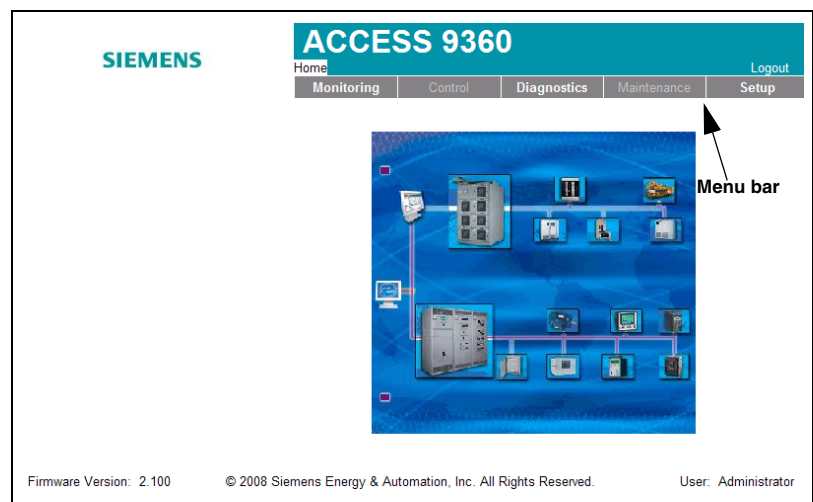 SIEMENS
ACCESS 9360
Home
Logout
Monitoring Control Diagnostics Maintenance Setup
Menu bar
Firmware Version: 2.100 © 2008 Siemens Energy & Automation, Inc. All Rights Reserved. User: Administrator